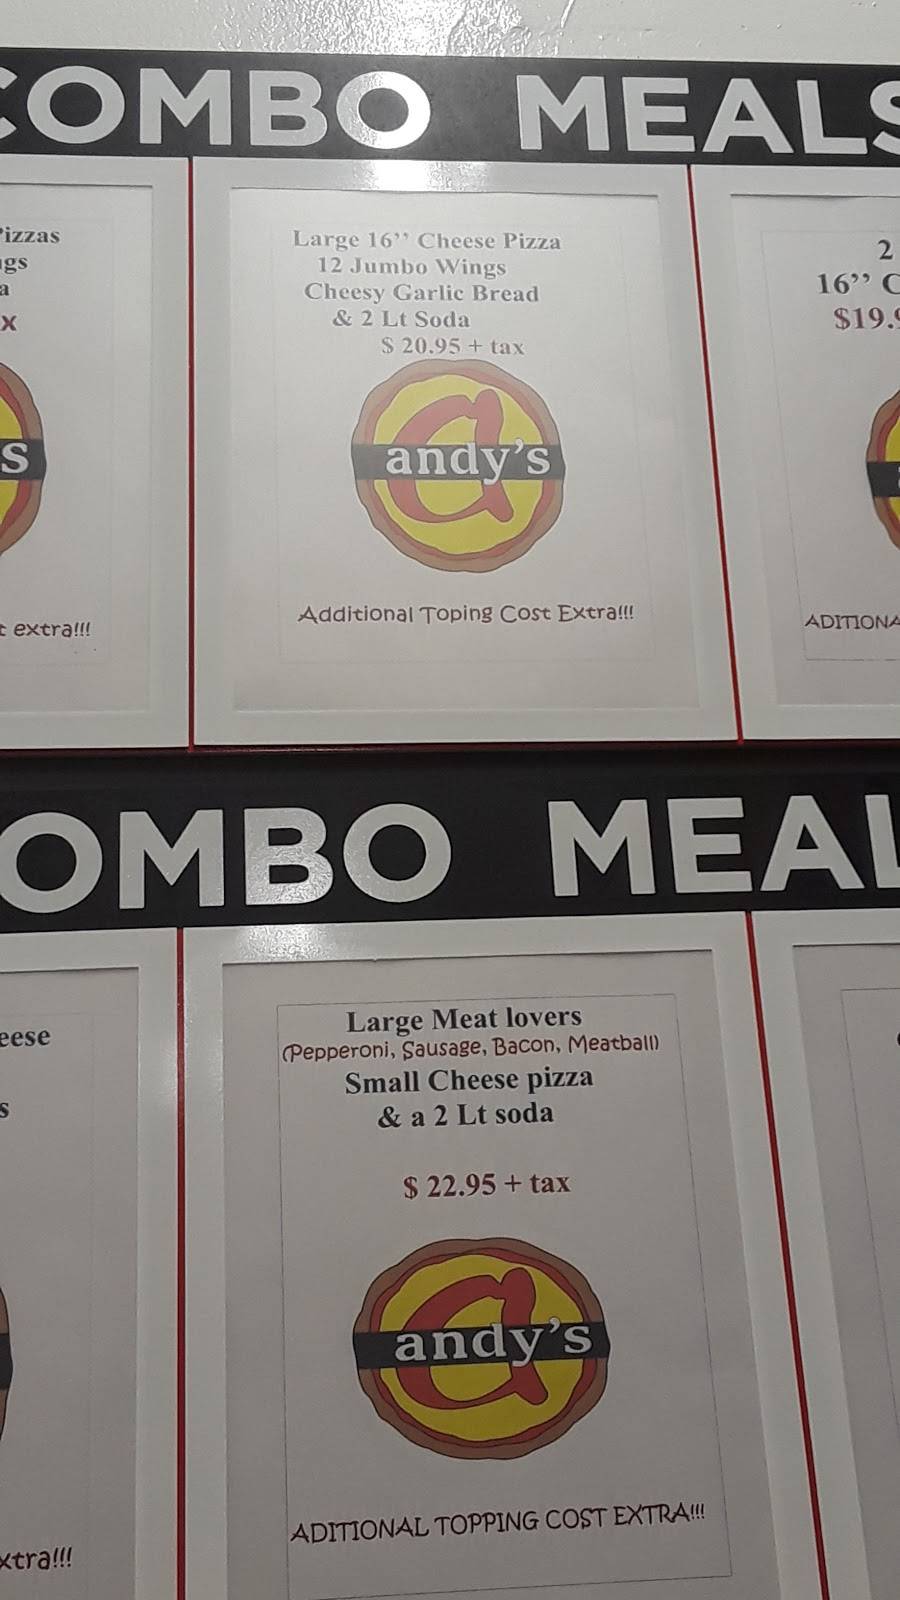 COMBO MEALS
izzas
gs
a
x
s
t extra!!!
Large 16’’ Cheese Pizza
12 Jumbo Wings
Cheesy Garlic Bread
& 2 Lt Soda
$ 20.95 + tax
andy’s
Additional Toping Cost Extra!!!
2
16’’ C
$19.9
ADITIONA
OMBO MEAL
eese
s
xtra!!!
Large Meat lovers
(Pepperoni, Sausage, Bacon, Meatball)
Small Cheese pizza
& a 2 Lt soda
$ 22.95 + tax
andy’s
ADITIONAL TOPPING COST EXTRA!!!